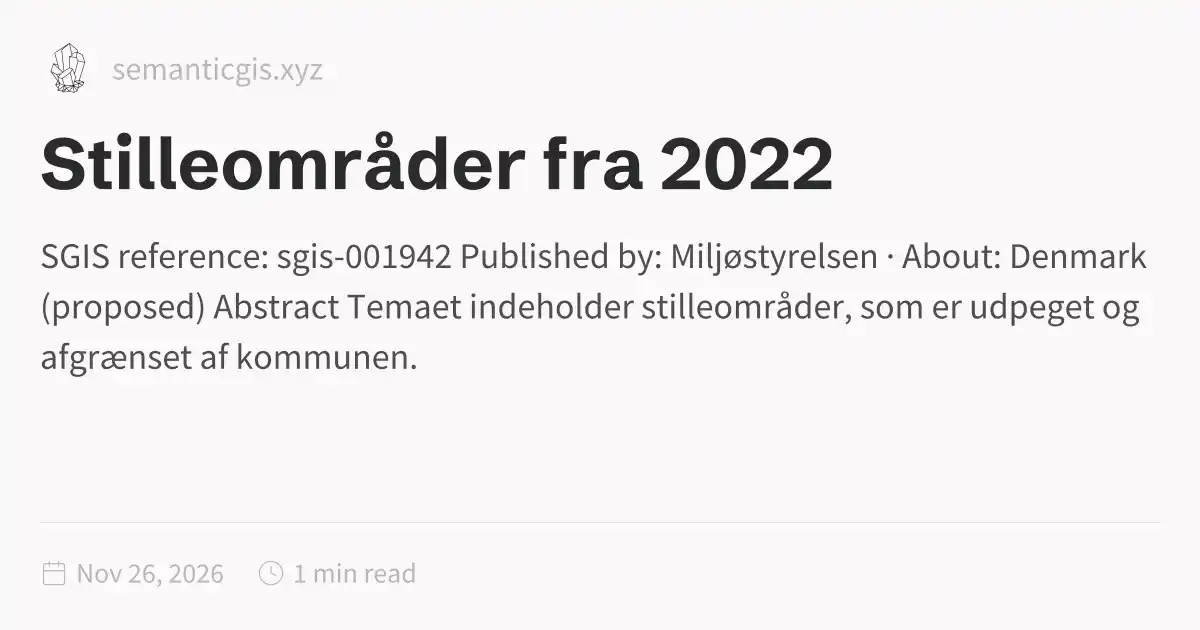 semanticgis.xyz
Stilleområder fra 2022
SGIS reference: sgis-001942 Published by: Miljøstyrelsen · About: Denmark
(proposed) Abstract Temaet indeholder stilleområder, som er udpeget og
afgrænset af kommunen.
Nov 26, 2026
1 min read